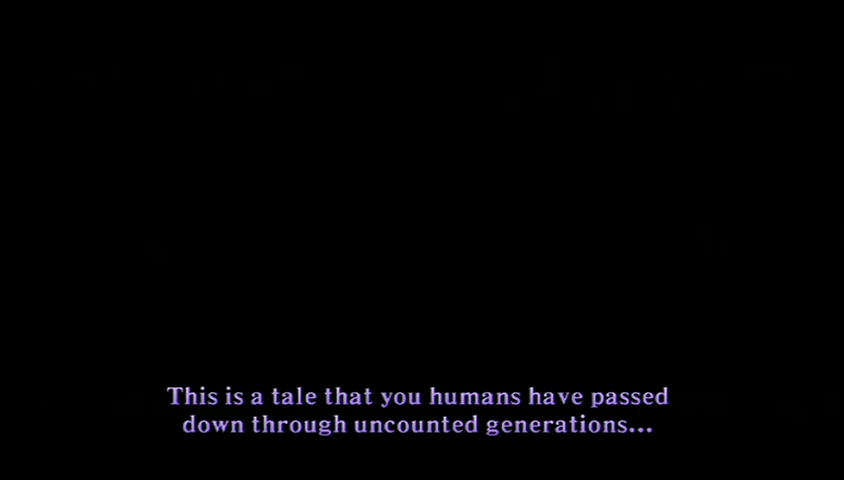 This is a tale that you humans have passed
down through uncounted generations...